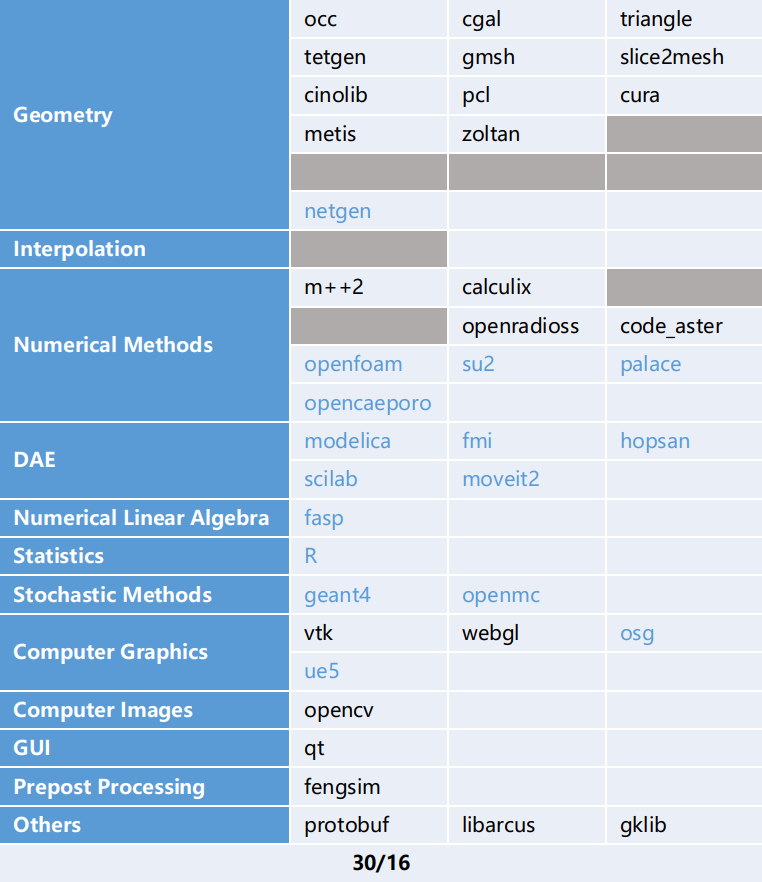 occ cgal triangle
tetgen gmsh slice2mesh
Geometry cinolib pcl cura
metis zoltan
netgen
Interpolation
m++2 calculix
Numerical Methods openradioss code_aster
openfoam su2 palace
opencaeporo
DAE modelica fmi hopsan
scilab moveit2
Numerical Linear Algebra fasp
Statistics R
Stochastic Methods geant4 openmc
Computer Graphics vtk webgl osg
ue5
Computer Images opencv
GUI qt
Prepost Processing fengsim
Others protobuf libarcus gklib
30/16